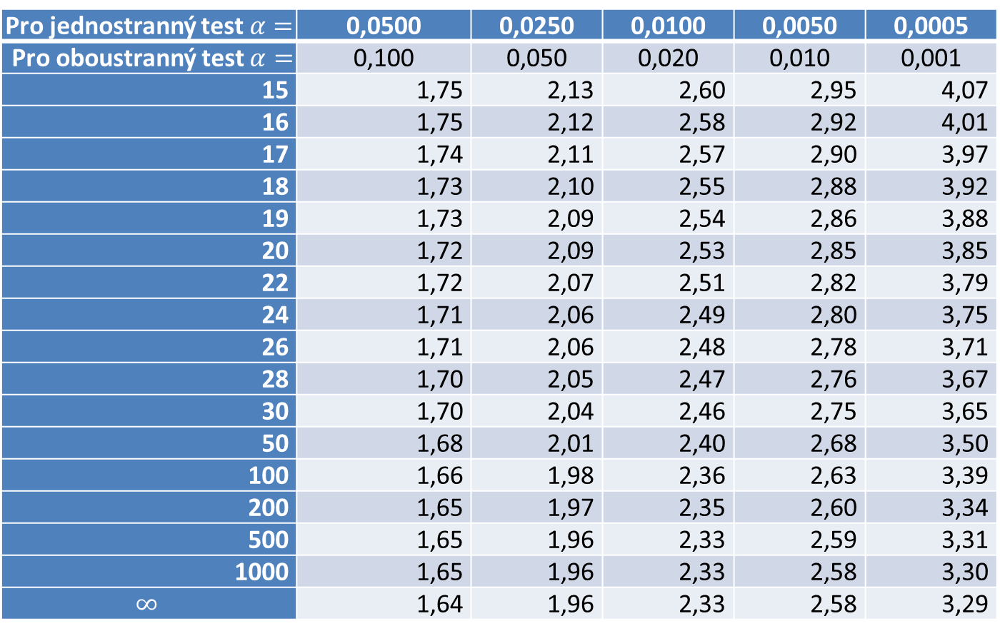 Pro jednostranný test α = 0,0500 0,0250 0,0100 0,0050 0,0005
Pro oboustranný test α = 0,100 0,050 0,020 0,010 0,001
15 1,75 2,13 2,60 2,95 4,07
16 1,75 2,12 2,58 2,92 4,01
17 1,74 2,11 2,57 2,90 3,97
18 1,73 2,10 2,55 2,88 3,92
19 1,73 2,09 2,54 2,86 3,88
20 1,72 2,09 2,53 2,85 3,85
22 1,72 2,07 2,51 2,82 3,79
24 1,71 2,06 2,49 2,80 3,75
26 1,71 2,06 2,48 2,78 3,71
28 1,70 2,05 2,47 2,76 3,67
30 1,70 2,04 2,46 2,75 3,65
50 1,68 2,01 2,40 2,68 3,50
100 1,66 1,98 2,36 2,63 3,39
200 1,65 1,97 2,35 2,60 3,34
500 1,65 1,96 2,33 2,59 3,31
1000 1,65 1,96 2,33 2,58 3,30
∞ 1,64 1,96 2,33 2,58 3,29